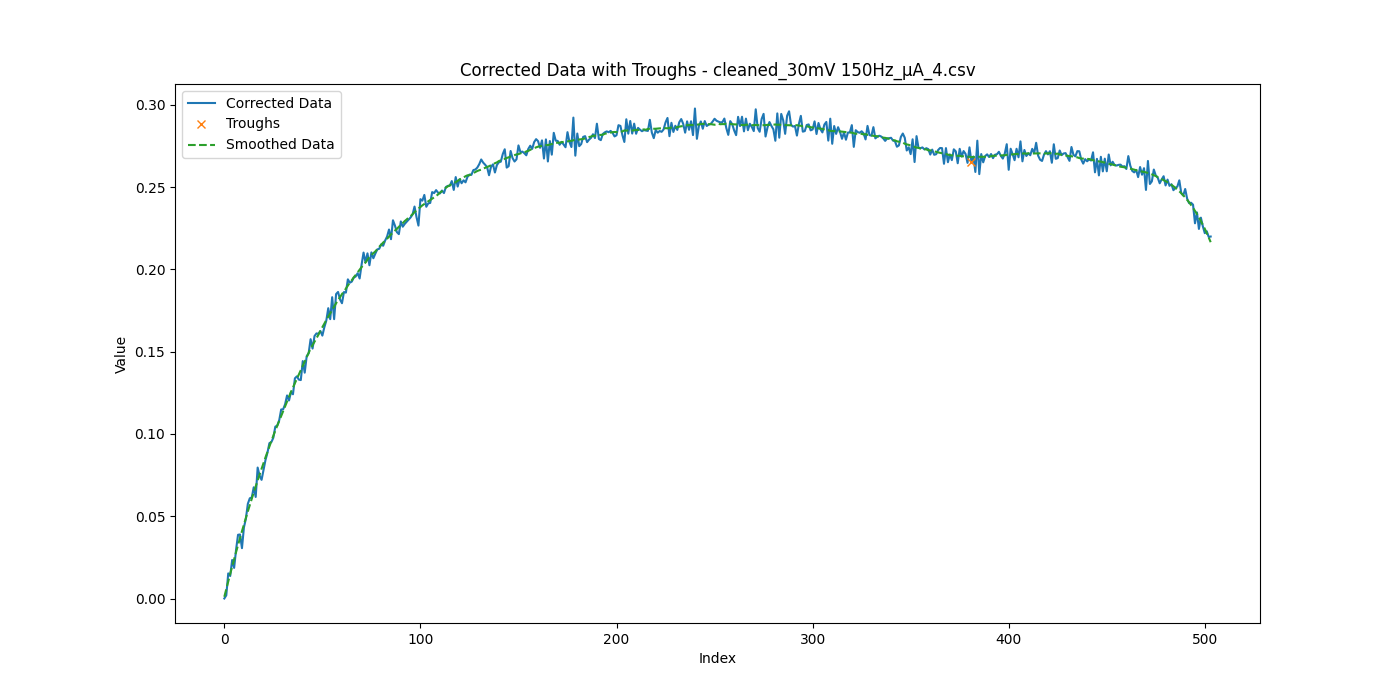 Corrected Data with Troughs - cleaned_30mV 150Hz_µA_4.csv
Corrected Data
Troughs
Smoothed Data
0.30
0.25
0.20
0.15
0.10
0.05
0.00
Value
0
100
200
300
400
500
Index